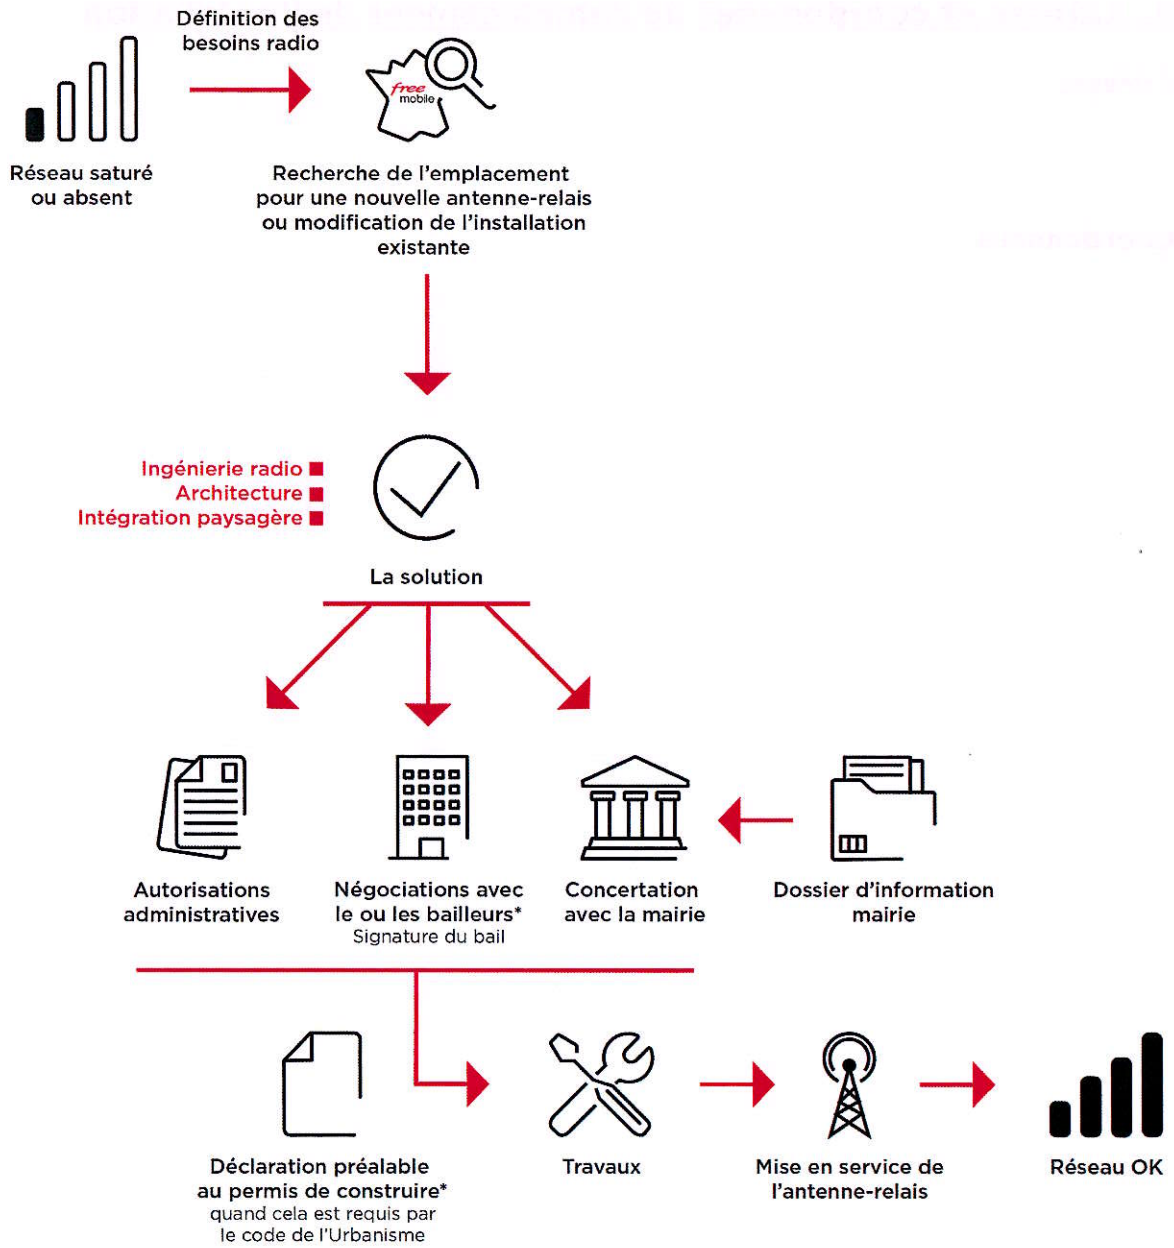 Définition des
besoins radio
free
mobile
Réseau saturé
ou absent
Recherche de l'emplacement
pour une nouvelle antenne-relais
ou modification de l'installation
existante
Ingénierie radio
Architecture
Intégration paysagère
La solution
Autorisations
administratives
Négociations avec
le ou les bailleurs*
Signature du bail
Concertation
avec la mairie
Dossier d'information
mairie
Déclaration préalable
au permis de construire*
quand cela est requis par
le code de l'Urbanisme
Travaux
Mise en service de
l'antenne-relais
Réseau OK